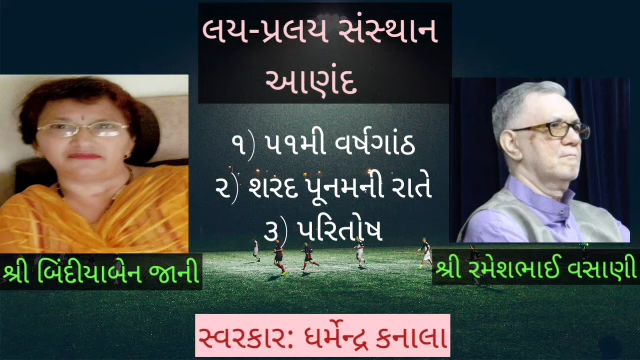 લય-પ્રલય સંસ્થાન
આણંદ
૧) ૫૧મી વર્ષગાંઠ
૨) શરદ પૂનમની રાતે
૩) પરિતોષ
શ્રી બિંદીયાબેન જાની
શ્રી રમેશભાઈ વસાણી
સ્વરકાર: ધર્મેન્દ્ર કનાલા